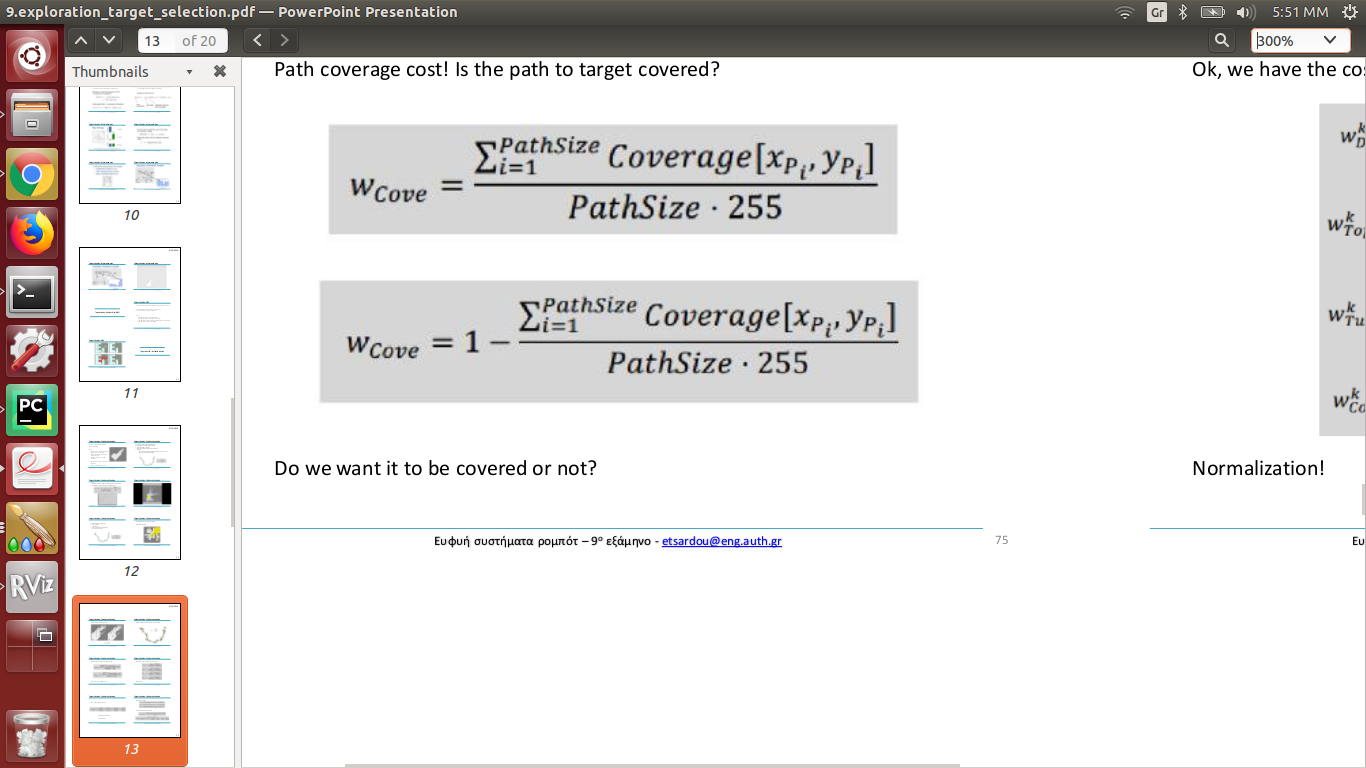 9.exploration_target_selection.pdf — PowerPoint Presentation
Gr
5:51 MM
13 of 20
300%
Thumbnails
10
11
12
13
PC
RViz
Path coverage cost! Is the path to target covered?
w_{Cove} = \frac{\sum_{i=1}^{PathSize} Coverage[x_{P_i}, y_{P_i}]}{PathSize \cdot 255}
w_{Cove} = 1 - \frac{\sum_{i=1}^{PathSize} Coverage[x_{P_i}, y_{P_i}]}{PathSize \cdot 255}
Do we want it to be covered or not?
Ευφυή συστήματα ρομπότ – 9ο εξάμηνο - etsardou@eng.auth.gr
75
Ok, we have the cos
w_D^k
w_{Top}^k
w_{Tu}^k
w_{Co}^k
Normalization!
Ευ